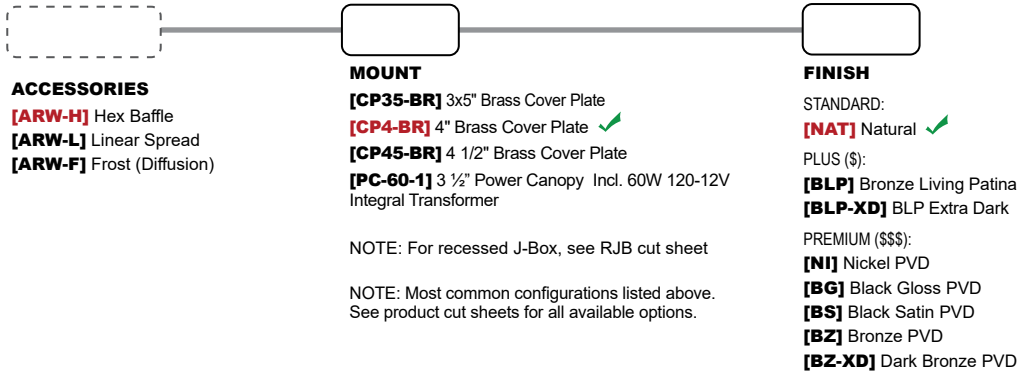 ACCESSORIES
[ARW-H] Hex Baffle
[ARW-L] Linear Spread
[ARW-F] Frost (Diffusion)
MOUNT
[CP35-BR] 3x5" Brass Cover Plate
[CP4-BR] 4" Brass Cover Plate
[CP45-BR] 4 1/2" Brass Cover Plate
[PC-60-1] 3 ½” Power Canopy Incl. 60W 120-12V
Integral Transformer
NOTE: For recessed J-Box, see RJB cut sheet
NOTE: Most common configurations listed above.
See product cut sheets for all available options.
FINISH
STANDARD:
[NAT] Natural
PLUS ($):
[BLP] Bronze Living Patina
[BLP-XD] BLP Extra Dark
PREMIUM ($$$):
[NI] Nickel PVD
[BG] Black Gloss PVD
[BS] Black Satin PVD
[BZ] Bronze PVD
[BZ-XD] Dark Bronze PVD